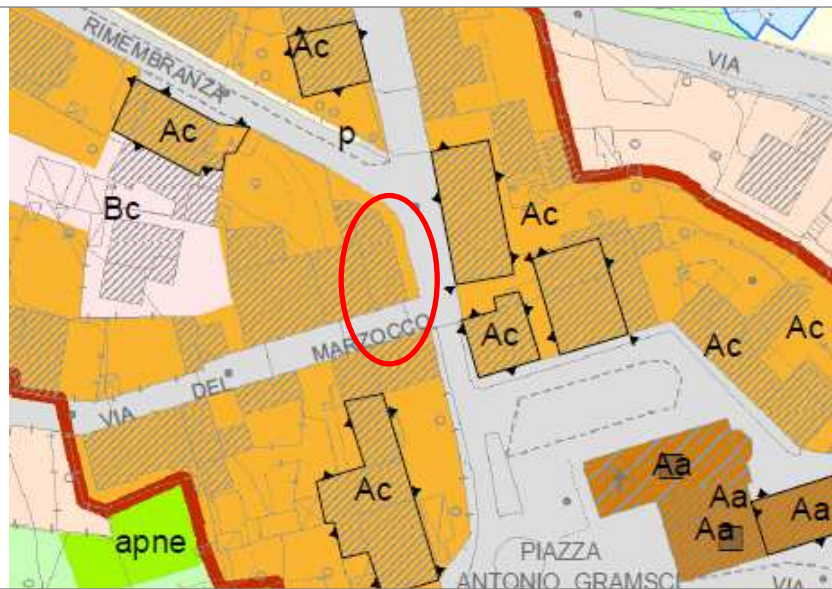 RIMEMBRANZA
Ac
VIA
p
Ac
Bc
Ac
VIA DEL MARZOCCO
Ac
Ac
Ac
Ac
Aa
Aa
Aa
Aa
apne
PIAZZA
ANTONIO GRAMSCI
VIA